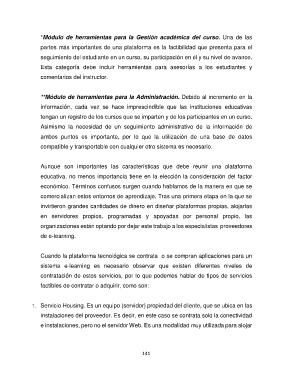 *Módulo de herramientas para la Gestión académica del curso. Una de las
partes más importantes de una plataforma es la factibilidad que presenta para el
seguimiento del estudiante en un curso, su participación en él y su nivel de avance.
Esta categoría debe incluir herramientas para asesorías a los estudiantes y
comentarios del instructor.
**Módulo de herramientas para la Administración. Debido al incremento en la
información, cada vez se hace imprescindible que las instituciones educativas
tengan un registro de los cursos que se imparten y de los participantes en un curso.
Asimismo la necesidad de un seguimiento administrativo de la información de
ambos puntos es importante, por lo que la utilización de una base de datos
compatible y transportable con cualquier otro sistema es necesario.
Aunque son importantes las características que debe reunir una plataforma
educativa, no menos importancia tiene en la elección la consideración del factor
económico. Términos confusos surgen cuando hablamos de la manera en que se
comercializan estos entornos de aprendizaje. Tras una primera etapa en la que se
invirtieron grandes cantidades de dinero en diseñar plataformas propias, alojarlas
en servidores propios, programadas y apoyadas por personal propio, las
organizaciones están optando por dejar este trabajo a los especialistas proveedores
de e-learning.
Cuando la plataforma tecnológica se contrata o se compran aplicaciones para un
sistema e-learning es necesario observar que existen diferentes niveles de
contratación de estos servicios, por lo que podemos hablar de tipos de servicios
factibles de contratar o adquirir, como son:
1. Servicio Housing. Es un equipo (servidor) propiedad del cliente, que se ubica en las
instalaciones del proveedor. Es decir, en este caso se contrata solo la conectividad
e instalaciones, pero no el servidor Web. Es una modalidad muy utilizada para alojar
141